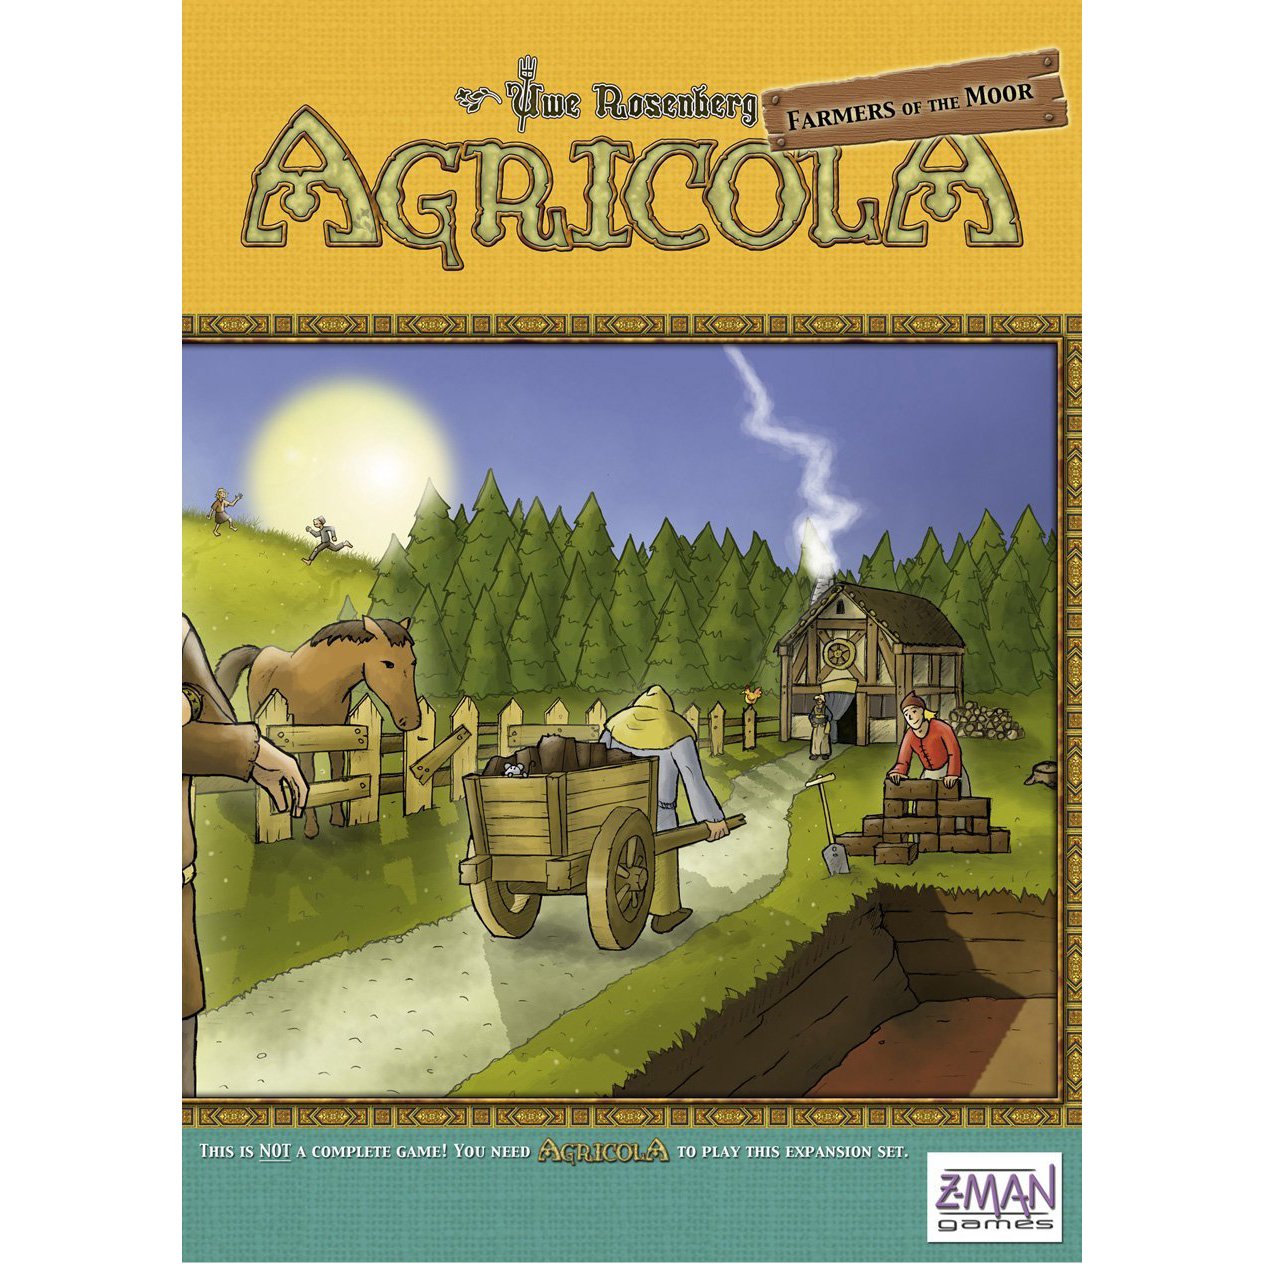 Uwe Rosenberg
FARMERS OF THE MOOR
AGRICOLA
THIS IS NOT A COMPLETE GAME! YOU NEED AGRICOLA TO PLAY THIS EXPANSION SET.
Z-MAN
games